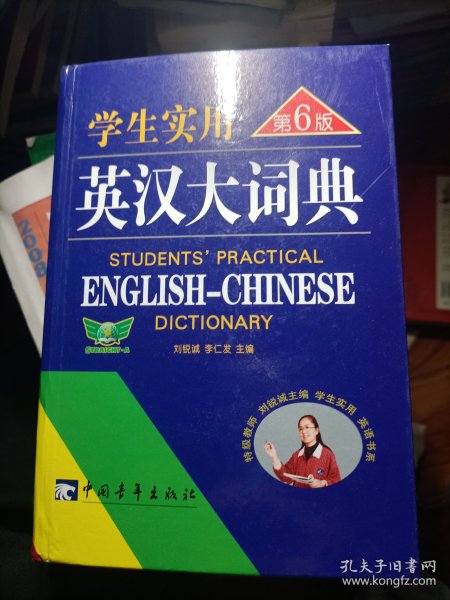 学生实用
第6版
英汉大词典
STUDENTS' PRACTICAL
ENGLISH-CHINESE
DICTIONARY
STRAIGHT-A
刘锐诚 李仁发 主编
特级教师 刘锐诚主编 学生实用 英语书系
中国青年出版社
2008
孔夫子旧书网
www.kongfz.com